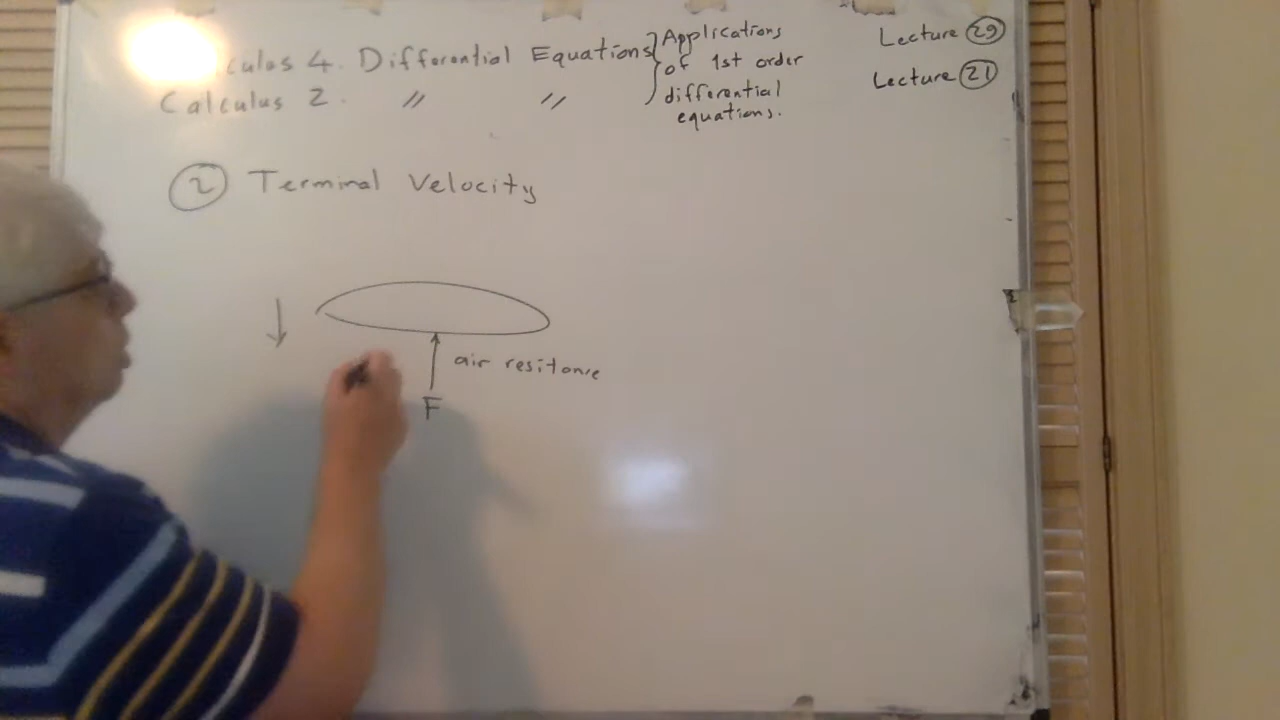 culus 4. Differential Equations } Applications of 1st order differential equations.
Calculus 2. " "
Lecture 29
Lecture 21
2 Terminal Velocity
air resitance
F